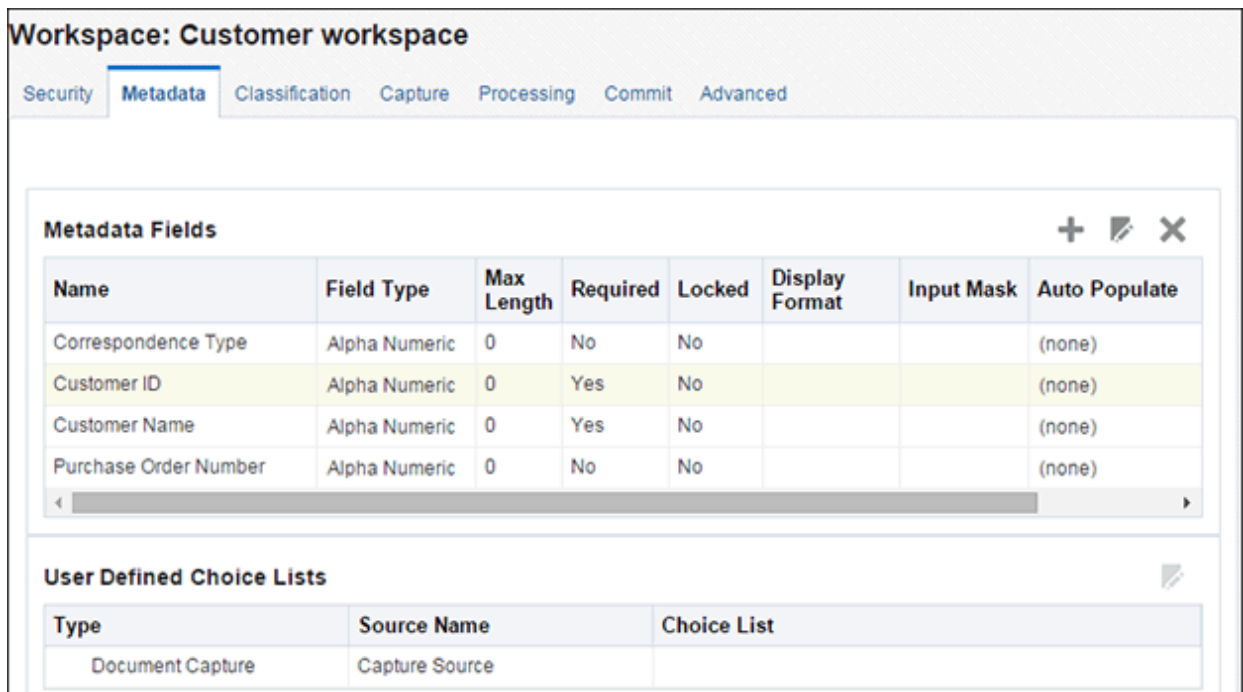 Workspace: Customer workspace
Security Metadata Classification Capture Processing Commit Advanced
Metadata Fields
Name Field Type Max Length Required Locked Display Format Input Mask Auto Populate
Correspondence Type Alpha Numeric 0 No No (none)
Customer ID Alpha Numeric 0 Yes No (none)
Customer Name Alpha Numeric 0 Yes No (none)
Purchase Order Number Alpha Numeric 0 No No (none)
User Defined Choice Lists
Type Source Name Choice List
Document Capture Capture Source